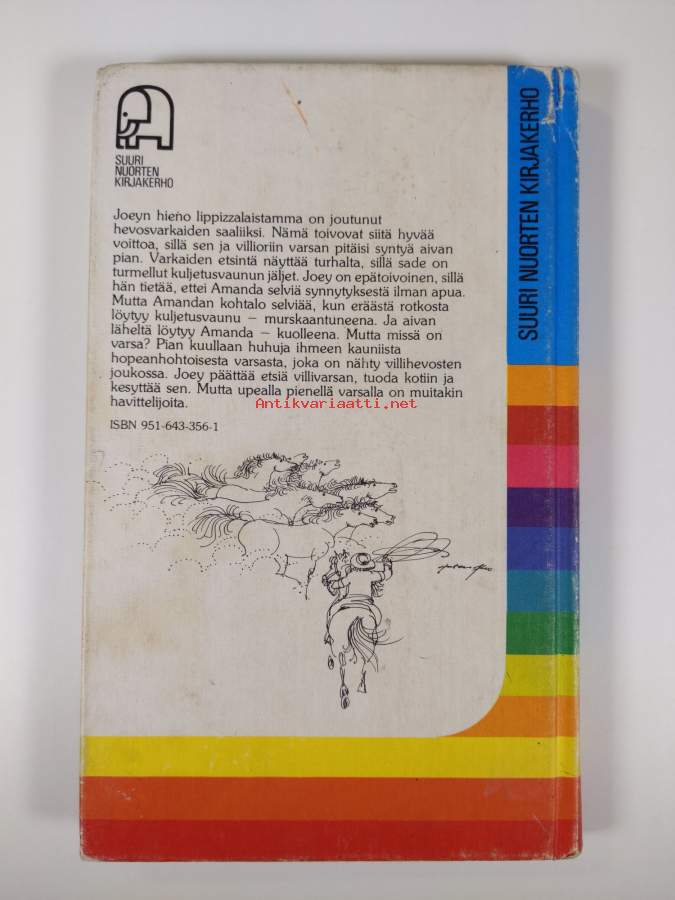 SUURI
NUORTEN
KIRJAKERHO
SUURI NUORTEN KIRJAKERHO
Joeyn hieno lippizzalaistamma on joutunut
hevosvarkaiden saaliiksi. Nämä toivovat siitä hyvää
voittoa, sillä sen ja villioriin varsan pitäisi syntyä aivan
pian. Varkaiden etsintä näyttää turhalta, sillä sade on
turmellut kuljetusvaunun jäljet. Joey on epätoivoinen, sillä
hän tietää, ettei Amanda selviä synnytyksestä ilman apua.
Mutta Amandan kohtalo selviää, kun eräästä rotkosta
löytyy kuljetusvaunu – murskaantuneena. Ja aivan
läheltä löytyy Amanda – kuolleena. Mutta missä on
varsa? Pian kuullaan huhuja ihmeen kauniista
hopeanhohtoisesta varsasta, joka on nähty villihevosten
joukossa. Joey päättää etsiä villivarsan, tuoda kotiin ja
kesyttää sen. Mutta upealla pienellä varsalla on muitakin
havittelijoita.
Antikvariaatti.net
ISBN 951-643-356-1